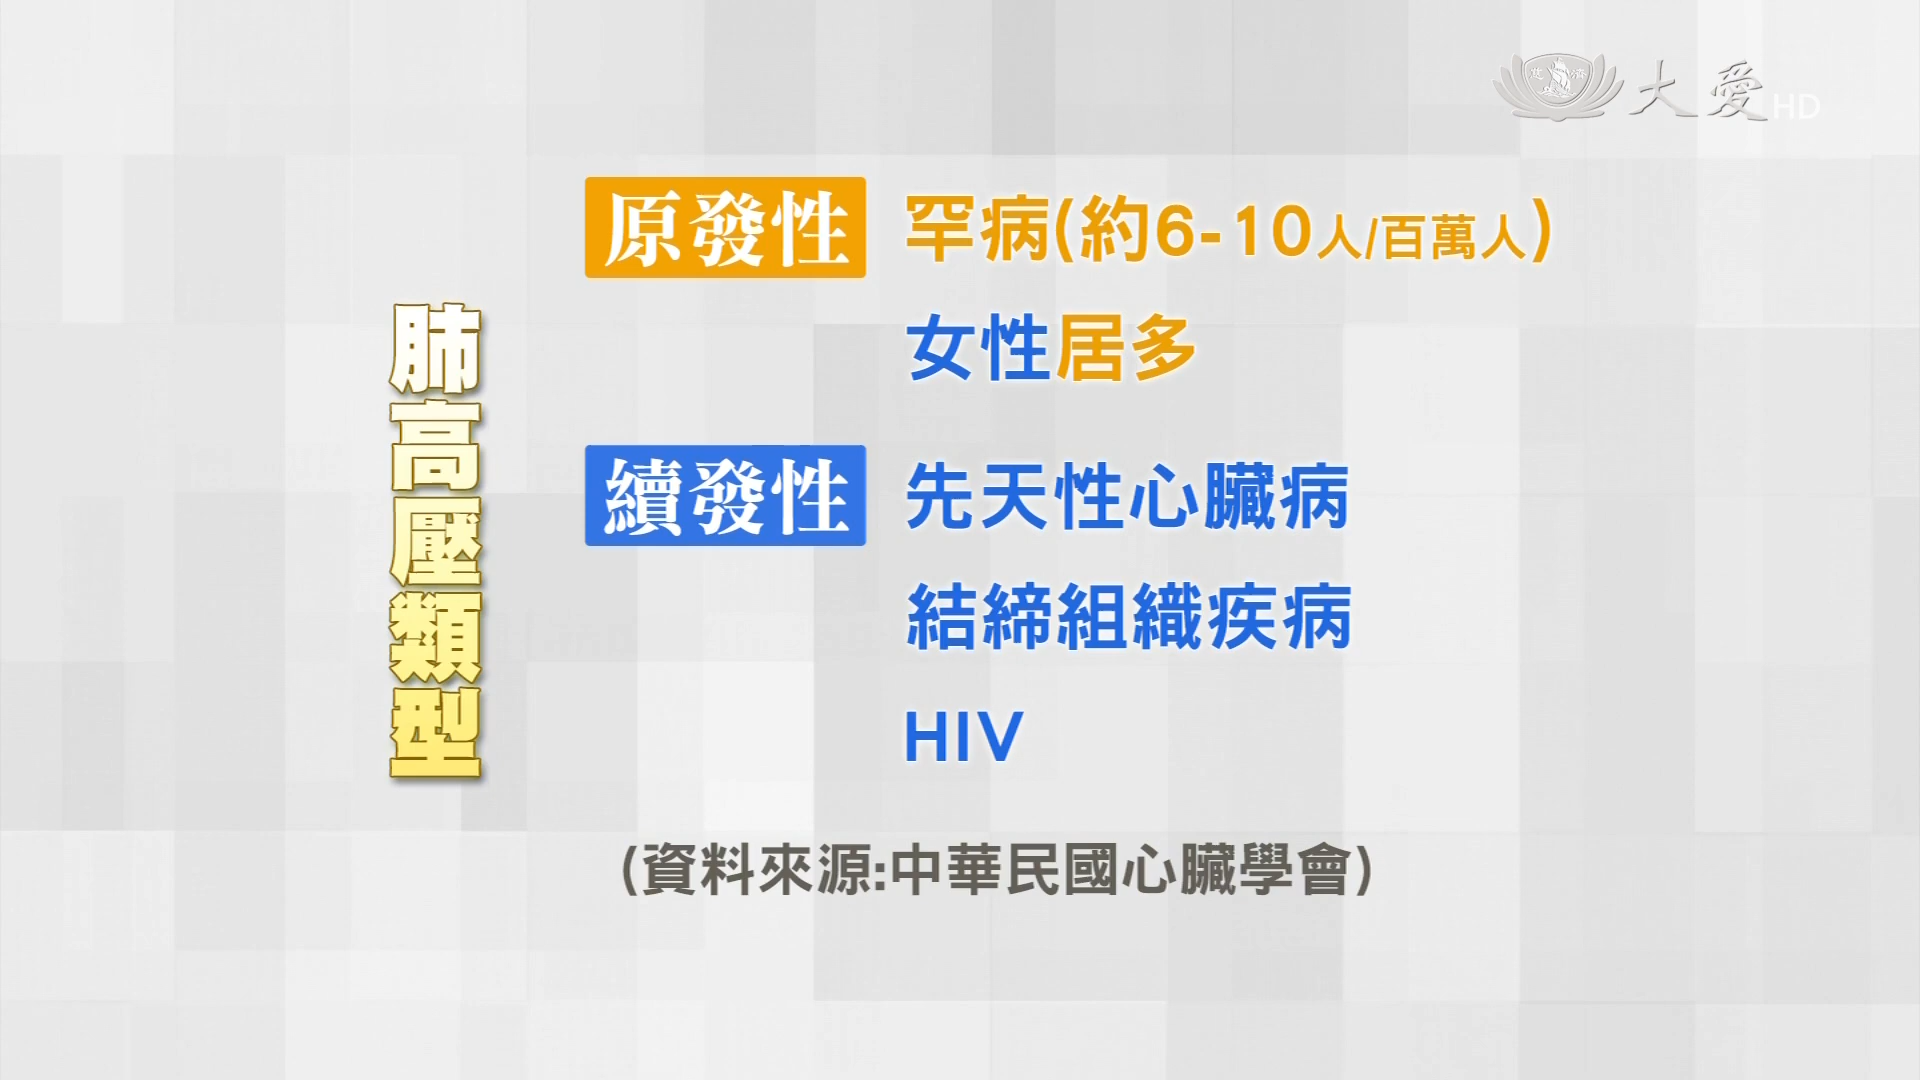 大愛HD
慈濟
肺高壓類型
原發性 罕病(約6-10人/百萬人)
女性居多
續發性 先天性心臟病
結締組織疾病
HIV
(資料來源:中華民國心臟學會)